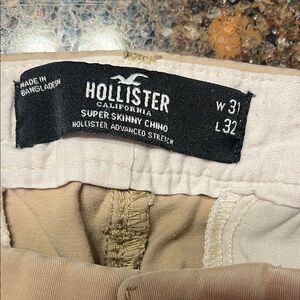 MADE IN
BANGLADESH
HOLLISTER
CALIFORNIA
SUPER SKINNY CHINO
HOLLISTER ADVANCED STRETCH
W 31
L 32